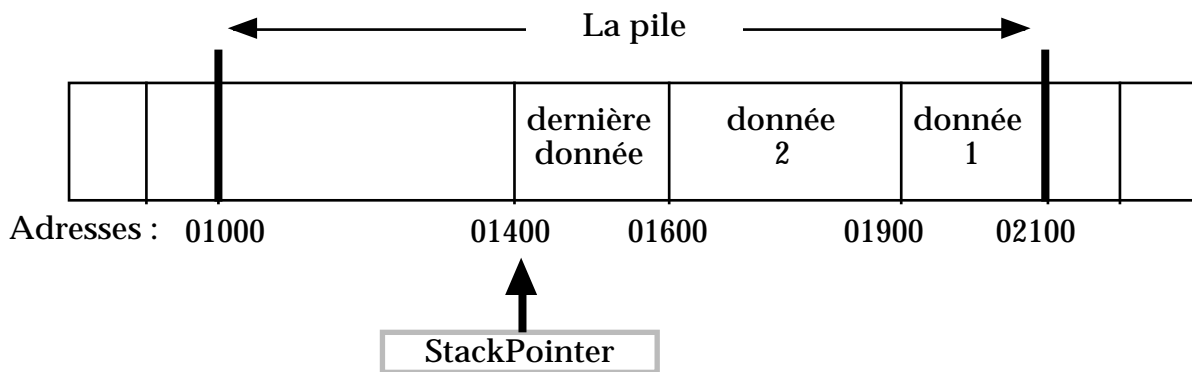 La pile
dernière
donnée
donnée
2
donnée
1
Adresses : 01000 01400 01600 01900 02100
StackPointer